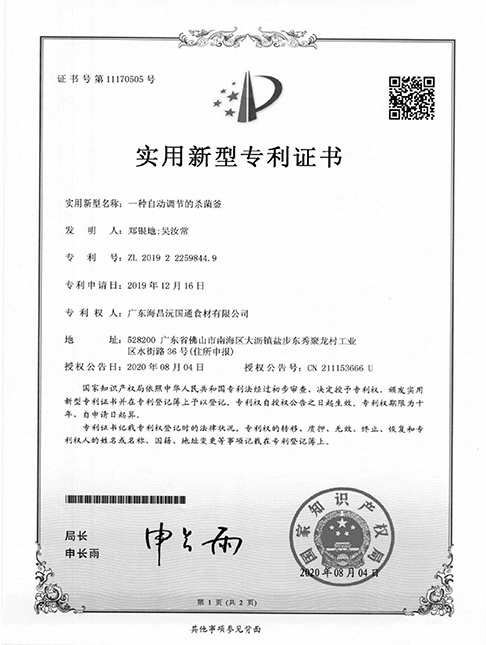 证书号第11170505号
实用新型专利证书
实用新型名称：一种自动调节的杀菌釜
发明人：郑银地;吴汝常
专利号：ZL 2019 2 2259844.9
专利申请日：2019年12月16日
专利权人：广东海昌沅国通食材有限公司
地址：528200 广东省佛山市南海区大沥镇盐步东秀聚龙村工业
区水街路36号(住所申报)
授权公告日：2020年08月04日 授权公告号：CN 211153666 U
国家知识产权局依照中华人民共和国专利法经过初步审查，决定授予专利权，颁发实用
新型专利证书并在专利登记簿上予以登记。专利权自授权公告之日起生效。专利权期限为十
年，自申请日起算。
专利证书记载专利权登记时的法律状况。专利权的转移、质押、无效、终止、恢复和专
利权人的姓名或名称、国籍、地址变更等事项记载在专利登记簿上。
局长
申长雨
申长雨
国家知识产权局
2020年08月04日
第1页(共2页)
其他事项参见背面